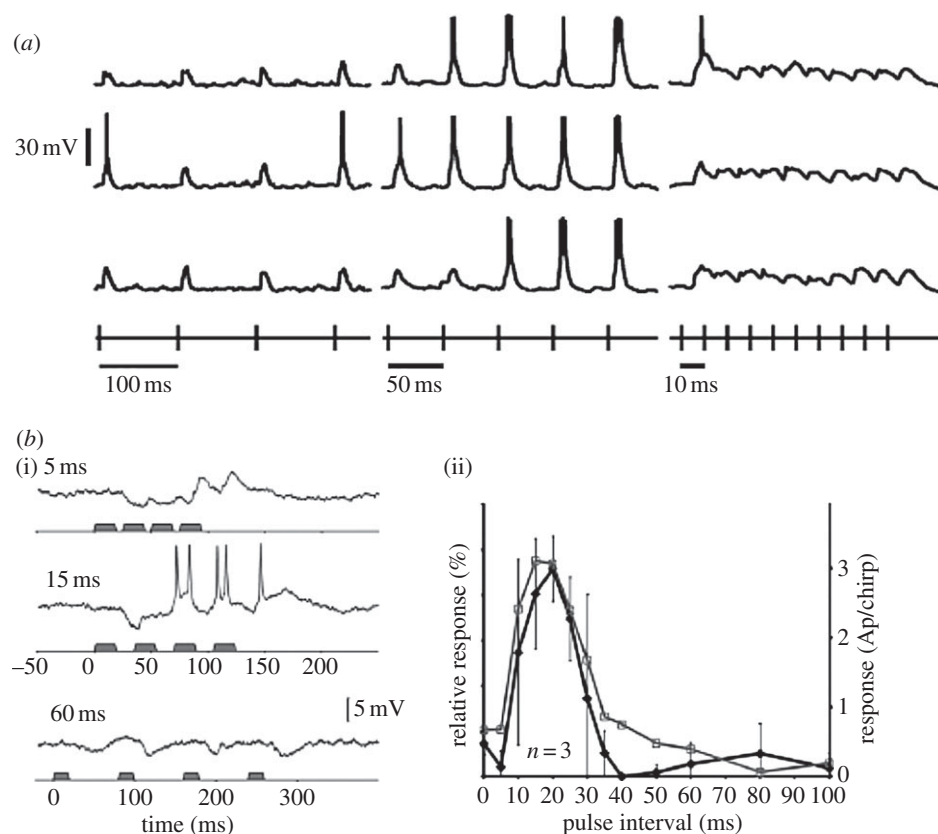 (a)
30 mV
100 ms
50 ms
10 ms
(b)
(i) 5 ms
15 ms
–50 0 50 100 150 200
60 ms
5 mV
0 100 200 300
time (ms)
(ii)
relative response (%)
n = 3
3
2
1
0
response (Ap/chirp)
0 10 20 30 40 50 60 70 80 90 100
pulse interval (ms)